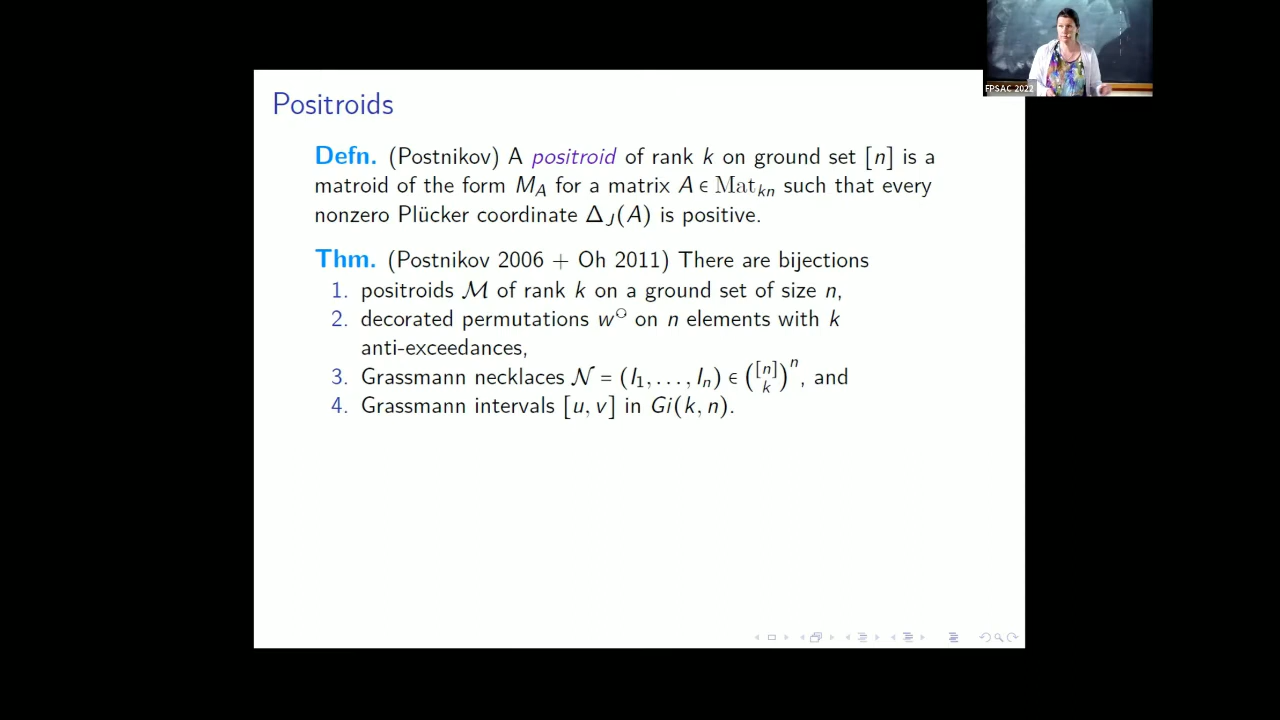 FPSAC 2022
Positroids
Defn. (Postnikov) A positroid of rank k on ground set [n] is a
matroid of the form M_A for a matrix A ∈ Mat_{kn} such that every
nonzero Plücker coordinate Δ_J(A) is positive.
Thm. (Postnikov 2006 + Oh 2011) There are bijections
1. positroids ℳ of rank k on a ground set of size n,
2. decorated permutations w^↻ on n elements with k
anti-exceedances,
3. Grassmann necklaces 𝒩 = (I_1, . . . , I_n) ∈ \binom{[n]}{k}^n, and
4. Grassmann intervals [u, v] in Gi(k, n).